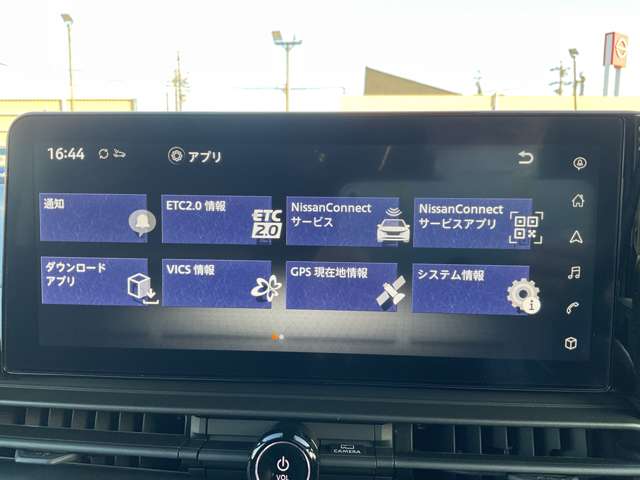 16:44 アプリ
通知
ETC2.0 情報
ETC
2.0
NissanConnect
サービス
NissanConnect
サービスアプリ
ダウンロード
アプリ
VICS 情報
GPS 現在地情報
システム情報
CAMERA
VOL